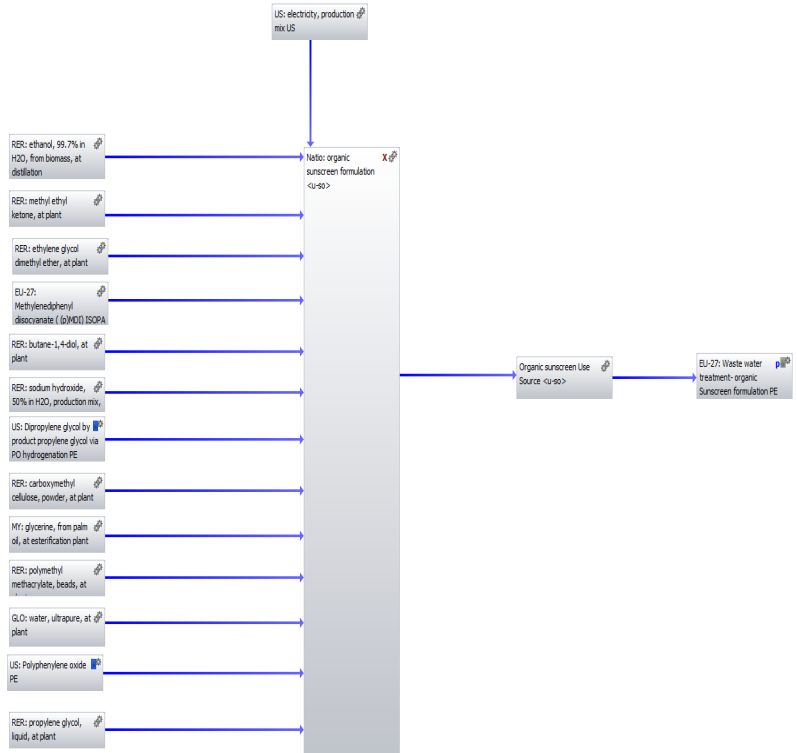 US: electricity, production
mix US
RER: ethanol, 99.7% in
H2O, from biomass, at
distillation
Natio: organic
X
sunscreen formulation
<u-so>
RER: methyl ethyl
ketone, at plant
RER: ethylene glycol
dimethyl ether, at plant
EU-27:
Methylenediphenyl
diisocyanate ( (p)MDI) ISOPA
RER: butane-1,4-diol, at
plant
RER: sodium hydroxide,
50% in H2O, production mix,
US: Dipropylene glycol by
product propylene glycol via
PO hydrogenation PE
RER: carboxymethyl
cellulose, powder, at plant
MY: glycerine, from palm
oil, at esterification plant
RER: polymethyl
methacrylate, beads, at
GLO: water, ultrapure, at
plant
US: Polyphenylene oxide
PE
RER: propylene glycol,
liquid, at plant
Organic sunscreen Use
Source <u-so>
EU-27: Waste water
p
treatment- organic
Sunscreen formulation PE